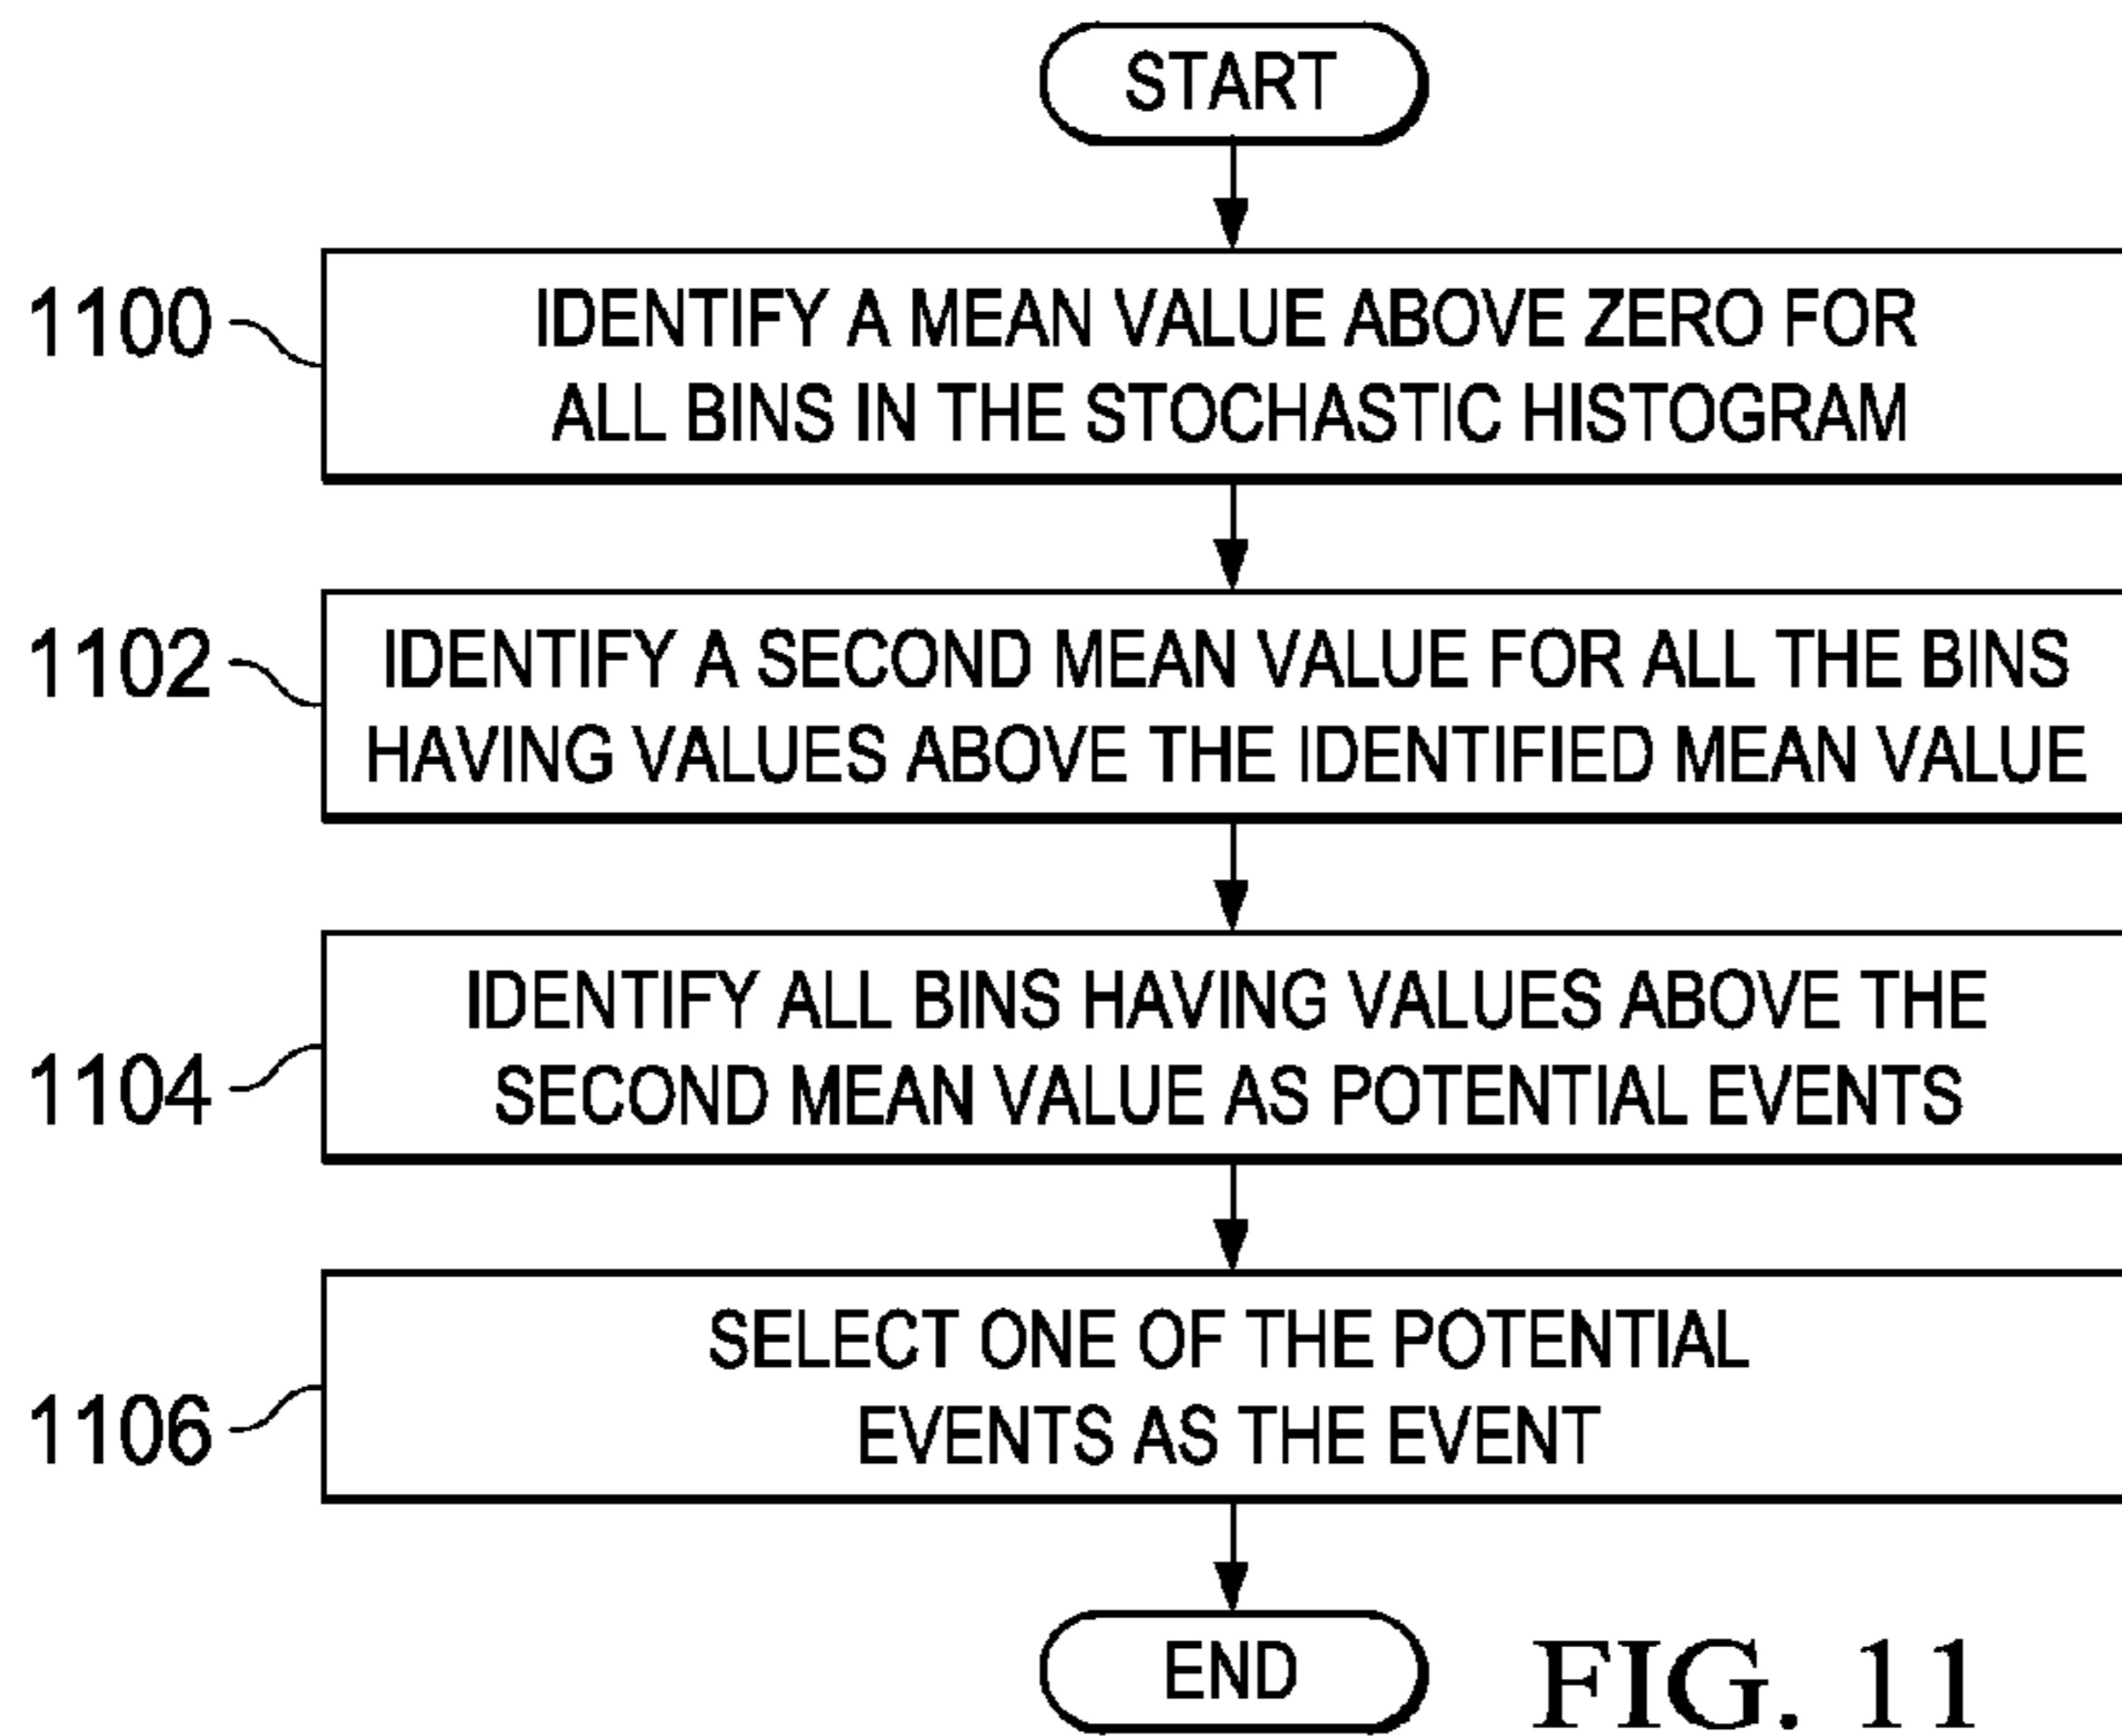 START
1100
IDENTIFY A MEAN VALUE ABOVE ZERO FOR
ALL BINS IN THE STOCHASTIC HISTOGRAM
1102
IDENTIFY A SECOND MEAN VALUE FOR ALL THE BINS
HAVING VALUES ABOVE THE IDENTIFIED MEAN VALUE
1104
IDENTIFY ALL BINS HAVING VALUES ABOVE THE
SECOND MEAN VALUE AS POTENTIAL EVENTS
1106
SELECT ONE OF THE POTENTIAL
EVENTS AS THE EVENT
END
FIG. 11